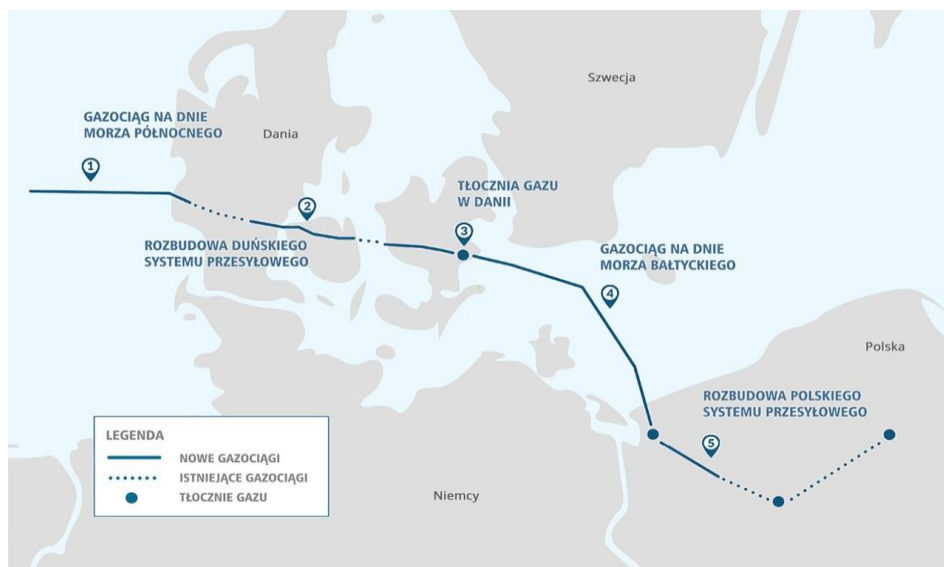 Szwecja
GAZOCIĄG NA DNIE
MORZA PÓŁNOCNEGO
Dania
1
TŁOCZNIA GAZU
W DANII
2
3
ROZBUDOWA DUŃSKIEGO
SYSTEMU PRZESYŁOWEGO
GAZOCIĄG NA DNIE
MORZA BAŁTYCKIEGO
4
Polska
ROZBUDOWA POLSKIEGO
SYSTEMU PRZESYŁOWEGO
5
LEGENDA
NOWE GAZOCIĄGI
ISTNIEJĄCE GAZOCIĄGI
TŁOCZNIE GAZU
Niemcy